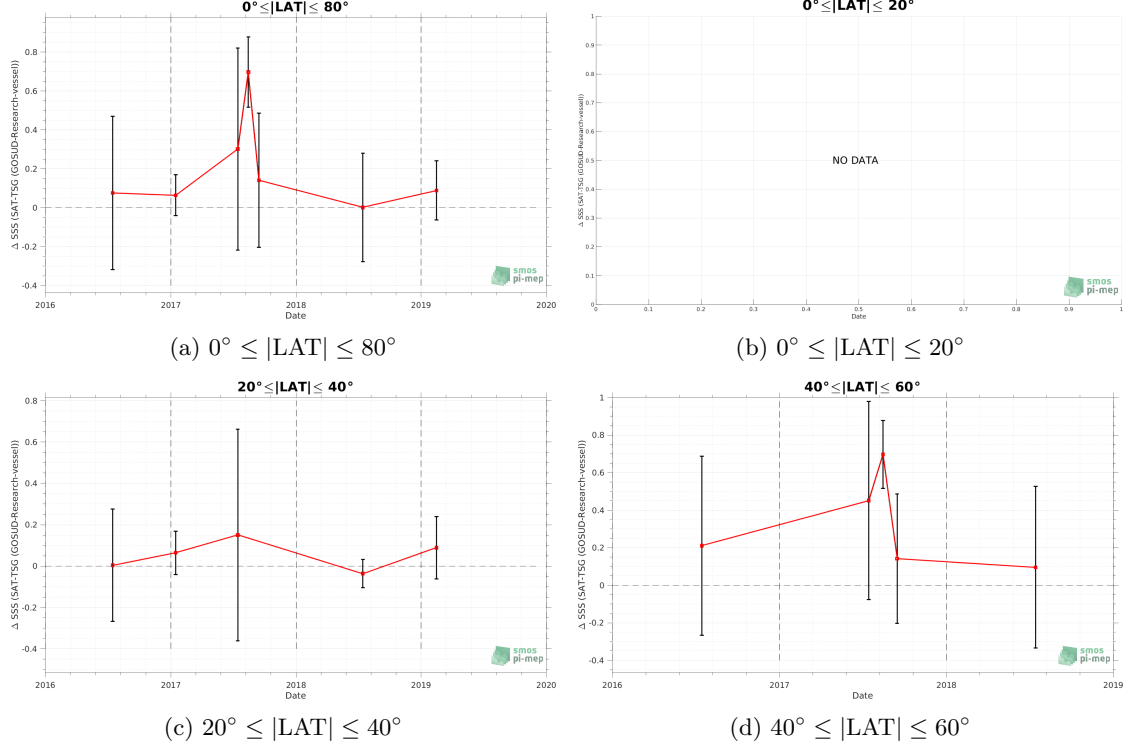 0°≤|LAT|≤ 80°
Δ SSS (SAT-TSG (GOSUD-Research-vessel))
0.8
0.6
0.4
0.2
0
-0.2
-0.4
2016 2017 2018 2019 2020
Date
smos
pi-mep
(a) 0° ≤ |LAT| ≤ 80°
0°≤|LAT|≤ 20°
Δ SSS (SAT-TSG (GOSUD-Research-vessel))
1
0.9
0.8
0.7
0.6
0.5
0.4
0.3
0.2
0.1
0
NO DATA
0 0.1 0.2 0.3 0.4 0.5 0.6 0.7 0.8 0.9 1
Date
smos
pi-mep
(b) 0° ≤ |LAT| ≤ 20°
20°≤|LAT|≤ 40°
Δ SSS (SAT-TSG (GOSUD-Research-vessel))
0.8
0.6
0.4
0.2
0
-0.2
-0.4
2016 2017 2018 2019 2020
Date
smos
pi-mep
(c) 20° ≤ |LAT| ≤ 40°
40°≤|LAT|≤ 60°
Δ SSS (SAT-TSG (GOSUD-Research-vessel))
1
0.8
0.6
0.4
0.2
0
-0.2
-0.4
2016 2017 2018 2019
Date
smos
pi-mep
(d) 40° ≤ |LAT| ≤ 60°